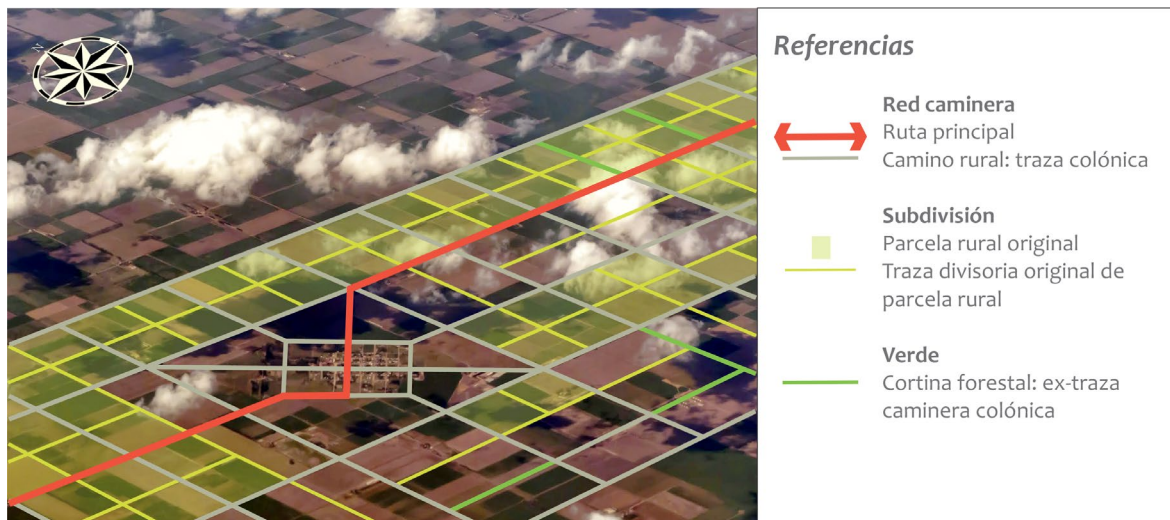 N
Referencias
Red caminera
Ruta principal
Camino rural: traza colónica
Subdivisión
Parcela rural original
Traza divisoria original de
parcela rural
Verde
Cortina forestal: ex-traza
caminera colónica